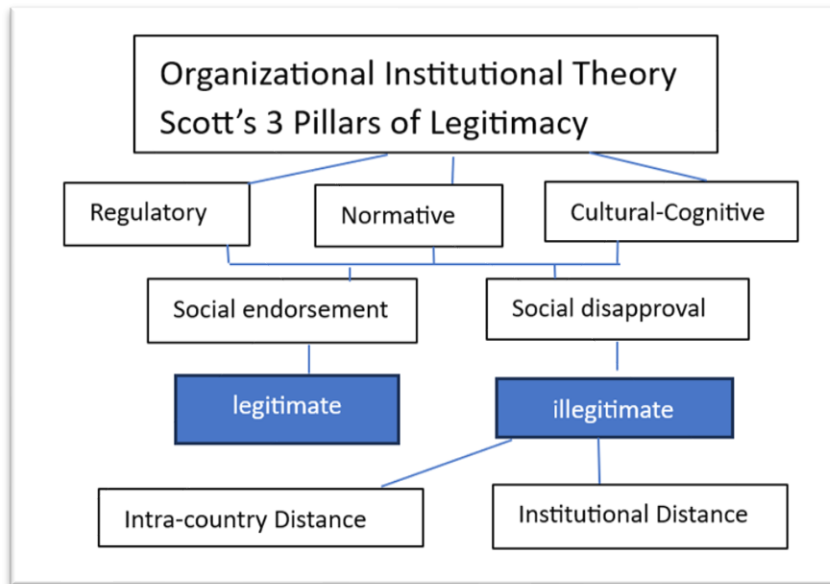 Organizational Institutional Theory
Scott's 3 Pillars of Legitimacy
Regulatory
Normative
Cultural-Cognitive
Social endorsement
Social disapproval
legitimate
illegitimate
Intra-country Distance
Institutional Distance